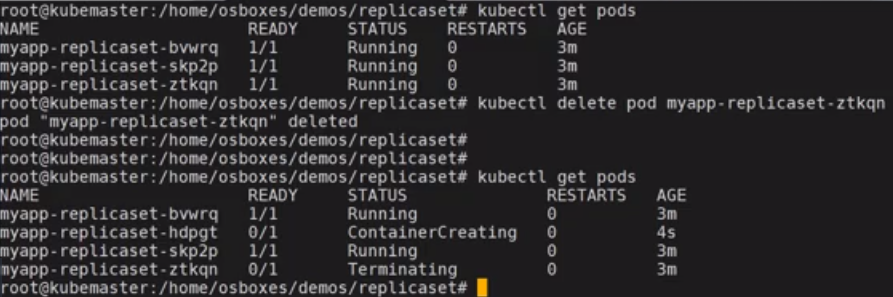 root@kubemaster:/home/osboxes/demos/replicaset# kubectl get pods
NAME READY STATUS RESTARTS AGE
myapp-replicaset-bvwrq 1/1 Running 0 3m
myapp-replicaset-skp2p 1/1 Running 0 3m
myapp-replicaset-ztkqn 1/1 Running 0 3m
root@kubemaster:/home/osboxes/demos/replicaset# kubectl delete pod myapp-replicaset-ztkqn
pod "myapp-replicaset-ztkqn" deleted
root@kubemaster:/home/osboxes/demos/replicaset#
root@kubemaster:/home/osboxes/demos/replicaset#
root@kubemaster:/home/osboxes/demos/replicaset# kubectl get pods
NAME READY STATUS RESTARTS AGE
myapp-replicaset-bvwrq 1/1 Running 0 3m
myapp-replicaset-hdpgt 0/1 ContainerCreating 0 4s
myapp-replicaset-skp2p 1/1 Running 0 3m
myapp-replicaset-ztkqn 0/1 Terminating 0 3m
root@kubemaster:/home/osboxes/demos/replicaset#